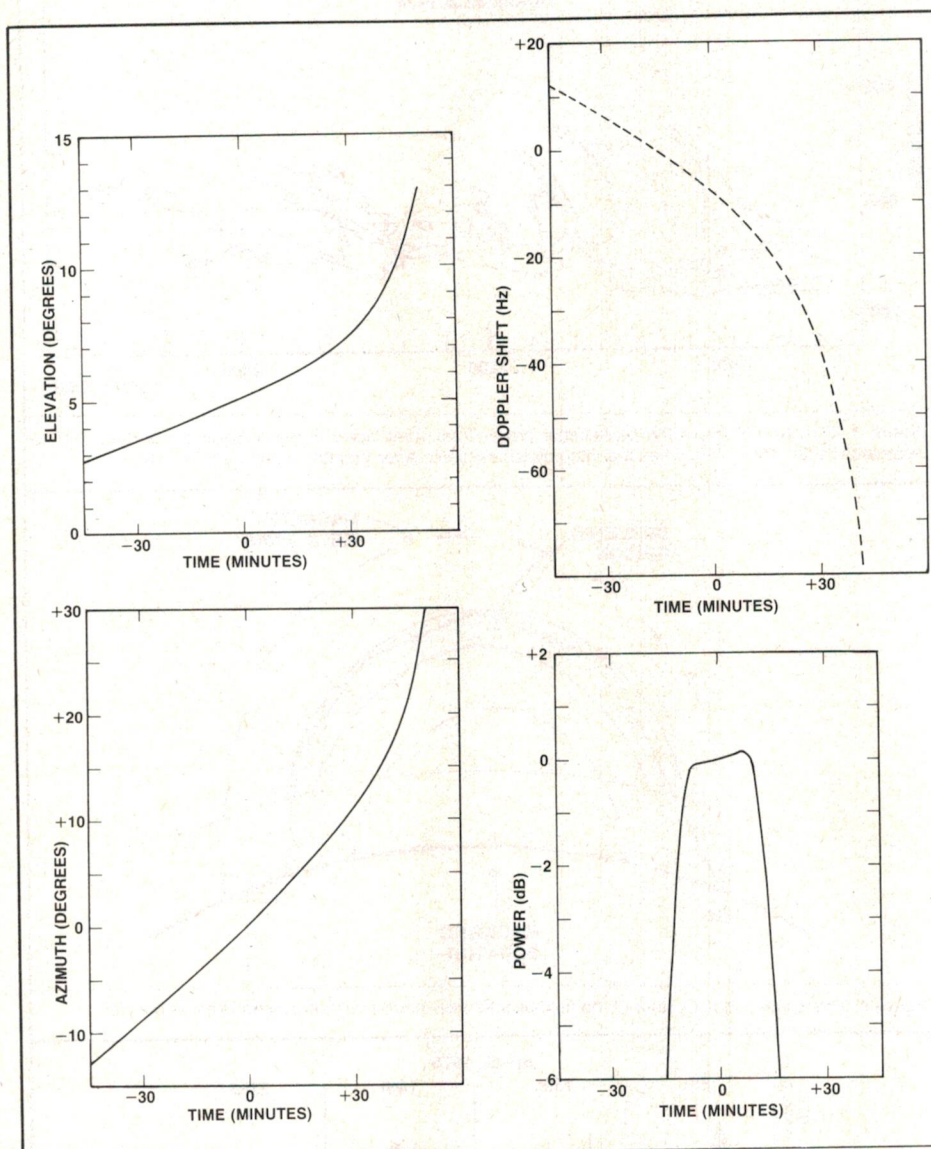 15
10
5
0
ELEVATION (DEGREES)
−30 0 +30
TIME (MINUTES)
+20
0
−20
−40
−60
DOPPLER SHIFT (Hz)
−30 0 +30
TIME (MINUTES)
+30
+20
+10
0
−10
AZIMUTH (DEGREES)
−30 0 +30
TIME (MINUTES)
+2
0
−2
−4
−6
POWER (dB)
−30 0 +30
TIME (MINUTES)